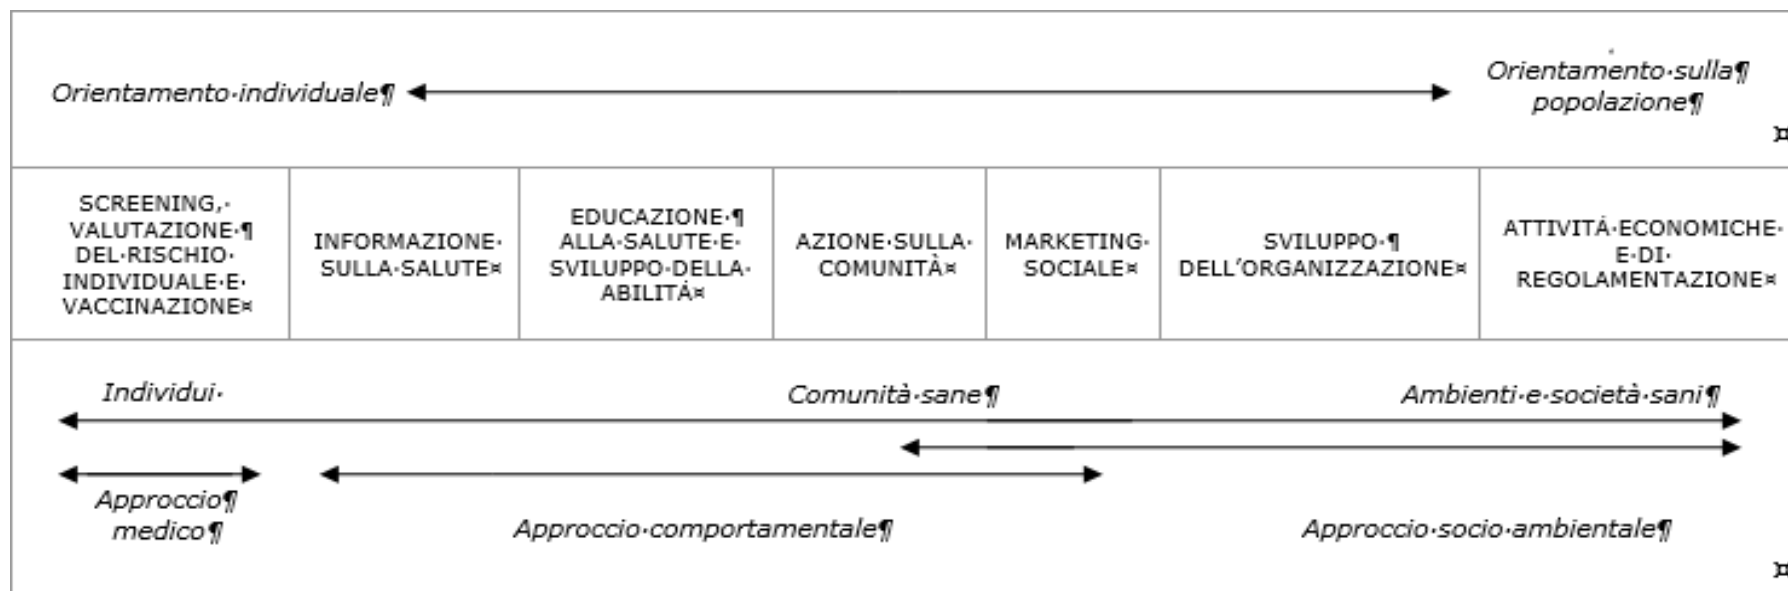 Orientamento·individuale¶
Orientamento·sulla¶
popolazione¶
¤
SCREENING,·
VALUTAZIONE·¶
DEL·RISCHIO·
INDIVIDUALE·E·
VACCINAZIONE¤
INFORMAZIONE·
SULLA·SALUTE¤
EDUCAZIONE·¶
ALLA·SALUTE·E·
SVILUPPO·DELLA·
ABILITÁ¤
AZIONE·SULLA·
COMUNITÀ¤
MARKETING·
SOCIALE¤
SVILUPPO·¶
DELL'ORGANIZZAZIONE¤
ATTIVITÁ·ECONOMICHE·
E·DI·
REGOLAMENTAZIONE¤
Individui·
Comunità·sane¶
Ambienti·e·società·sani¶
Approccio¶
medico¶
Approccio·comportamentale¶
Approccio·socio·ambientale¶
¤